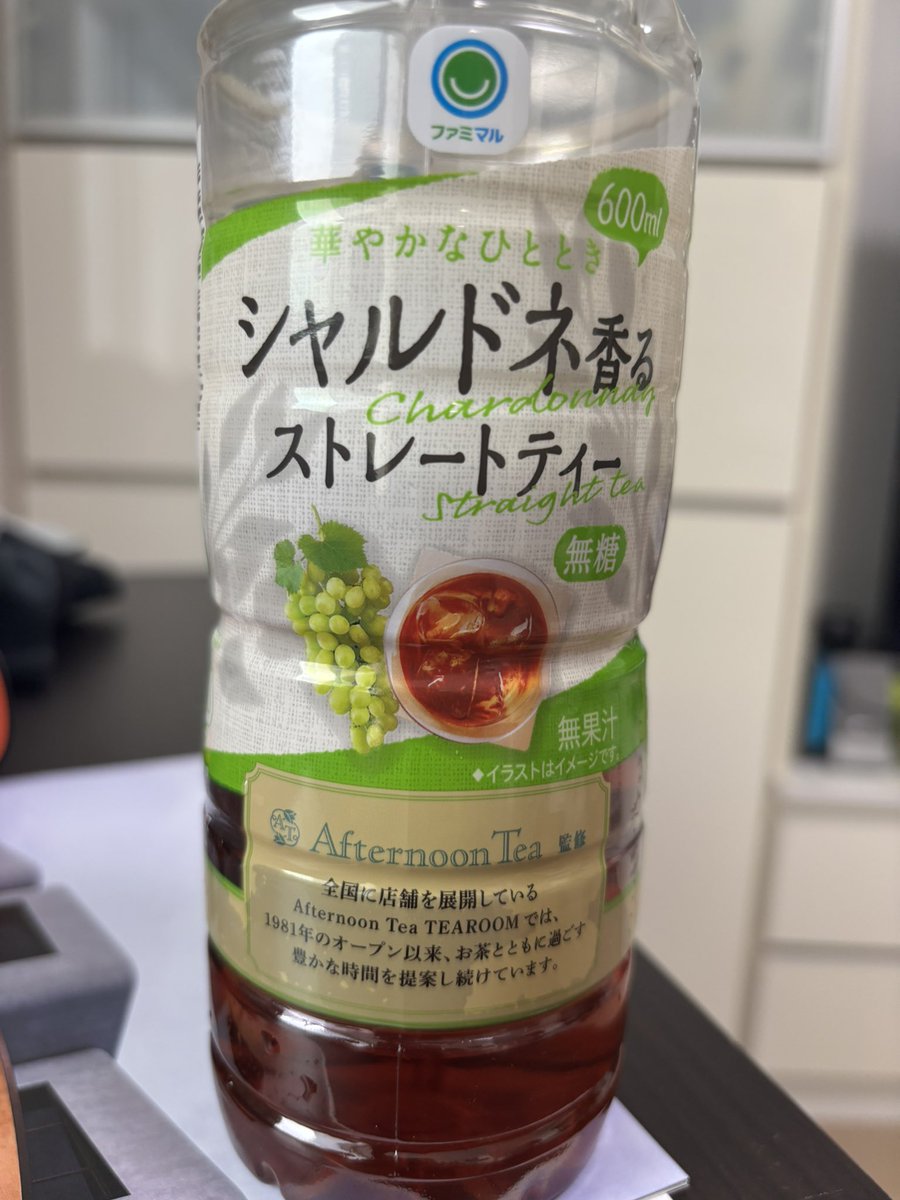 ファミマル
600ml
華やかなひととき
シャルドネ香る
Chardonnay
ストレートティー
Straight tea
無糖
無果汁
◆イラストはイメージです。
A.T.
Afternoon Tea 監修
全国に店舗を展開している
Afternoon Tea TEAROOMでは、
1981年のオープン以来、お茶とともに過ごす
豊かな時間を提案し続けています。